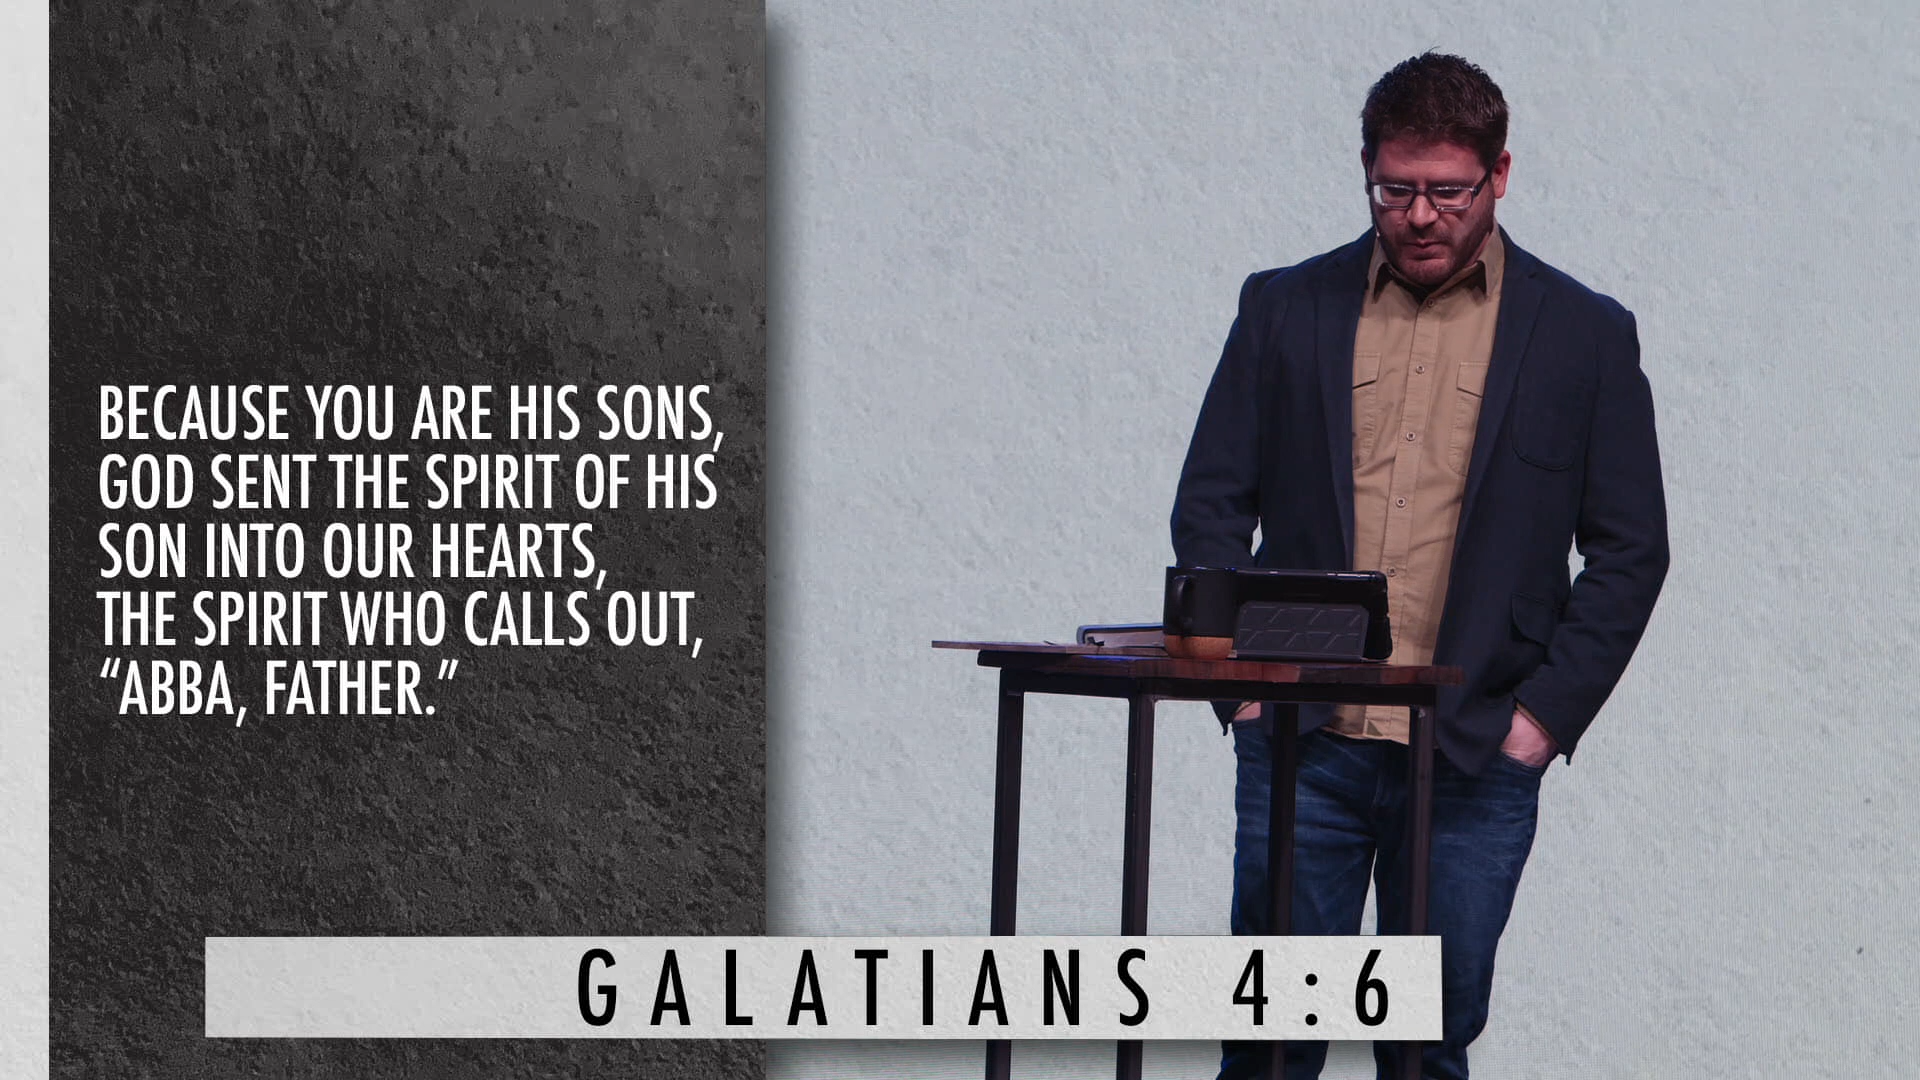 BECAUSE YOU ARE HIS SONS,
GOD SENT THE SPIRIT OF HIS
SON INTO OUR HEARTS,
THE SPIRIT WHO CALLS OUT,
“ABBA, FATHER.”
GALATIANS 4:6